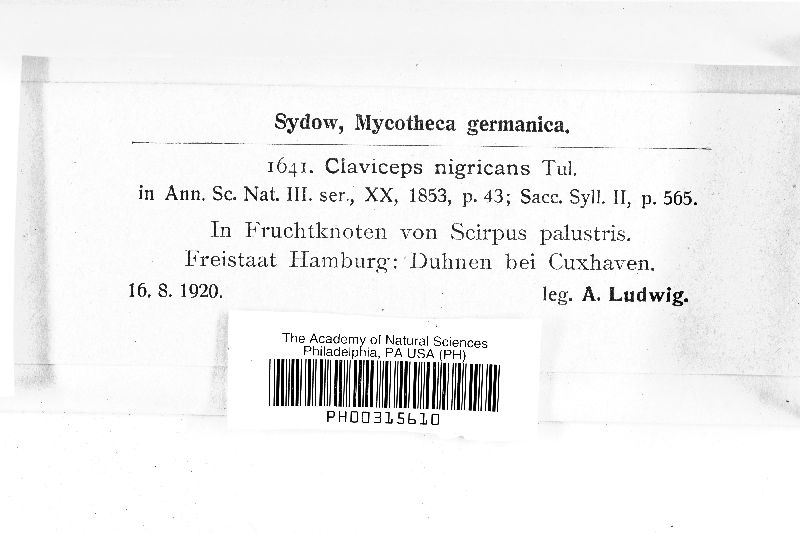 Sydow, Mycotheca germanica.
1641. Claviceps nigricans Tul.
in Ann. Sc. Nat. III. ser., XX, 1853, p. 43; Sacc. Syll. II, p. 565.
In Fruchtknoten von Scirpus palustris.
Freistaat Hamburg: Duhnen bei Cuxhaven.
16. 8. 1920. leg. A. Ludwig.
The Academy of Natural Sciences
Philadelphia, PA USA (PH)
PH00315610